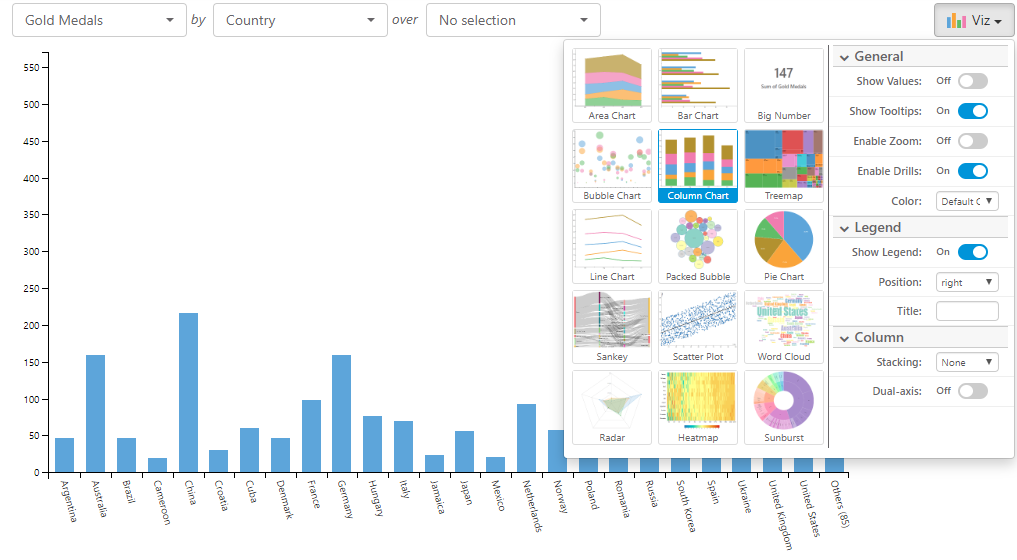 Gold Medals by Country over No selection Viz
550
500
450
400
350
300
250
200
150
100
50
0
Argentina
Australia
Brazil
Cameroon
China
Croatia
Cuba
Denmark
France
Germany
Hungary
Italy
Jamaica
Japan
Mexico
Netherlands
Norway
Poland
Romania
Russia
South Korea
Spain
Ukraine
United Kingdom
United States
Others (85)
Area Chart
Bar Chart
147
Sum of Gold Medals
Big Number
Bubble Chart
Column Chart
Treemap
Line Chart
Packed Bubble
Pie Chart
Sankey
Scatter Plot
United States
Word Cloud
Radar
Heatmap
Sunburst
General
Show Values: Off
Show Tooltips: On
Enable Zoom: Off
Enable Drills: On
Color: Default C
Legend
Show Legend: On
Position: right
Title:
Column
Stacking: None
Dual-axis: Off